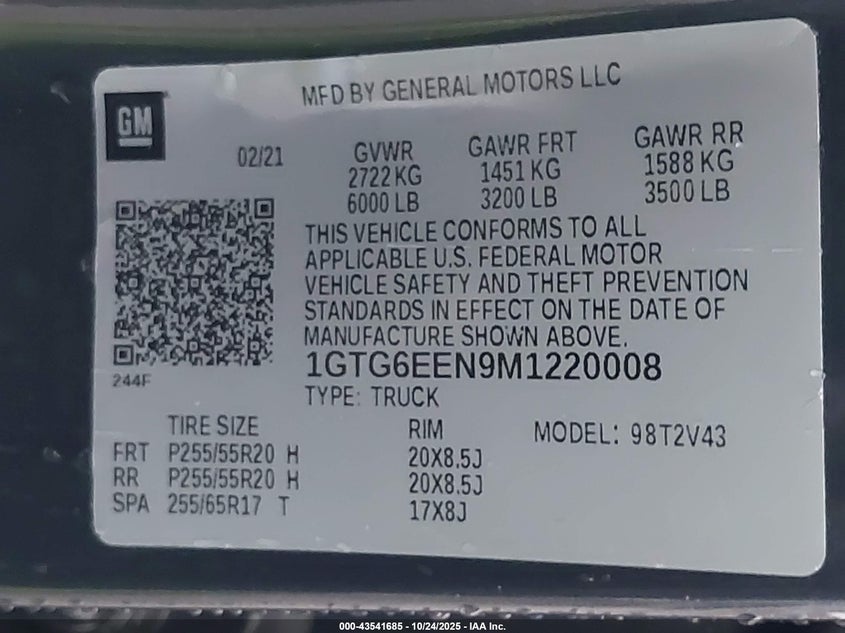 MFD BY GENERAL MOTORS LLC
GM
02/21
GVWR GAWR FRT GAWR RR
2722 KG 1451 KG 1588 KG
6000 LB 3200 LB 3500 LB
THIS VEHICLE CONFORMS TO ALL
APPLICABLE U.S. FEDERAL MOTOR
VEHICLE SAFETY AND THEFT PREVENTION
STANDARDS IN EFFECT ON THE DATE OF
MANUFACTURE SHOWN ABOVE.
1GTG6EEN9M1220008
244F
TYPE: TRUCK
TIRE SIZE RIM MODEL: 98T2V43
FRT P255/55R20 H 20X8.5J
RR P255/55R20 H 20X8.5J
SPA 255/65R17 T 17X8J
000-43541685 - 10/24/2025 - IAA Inc.